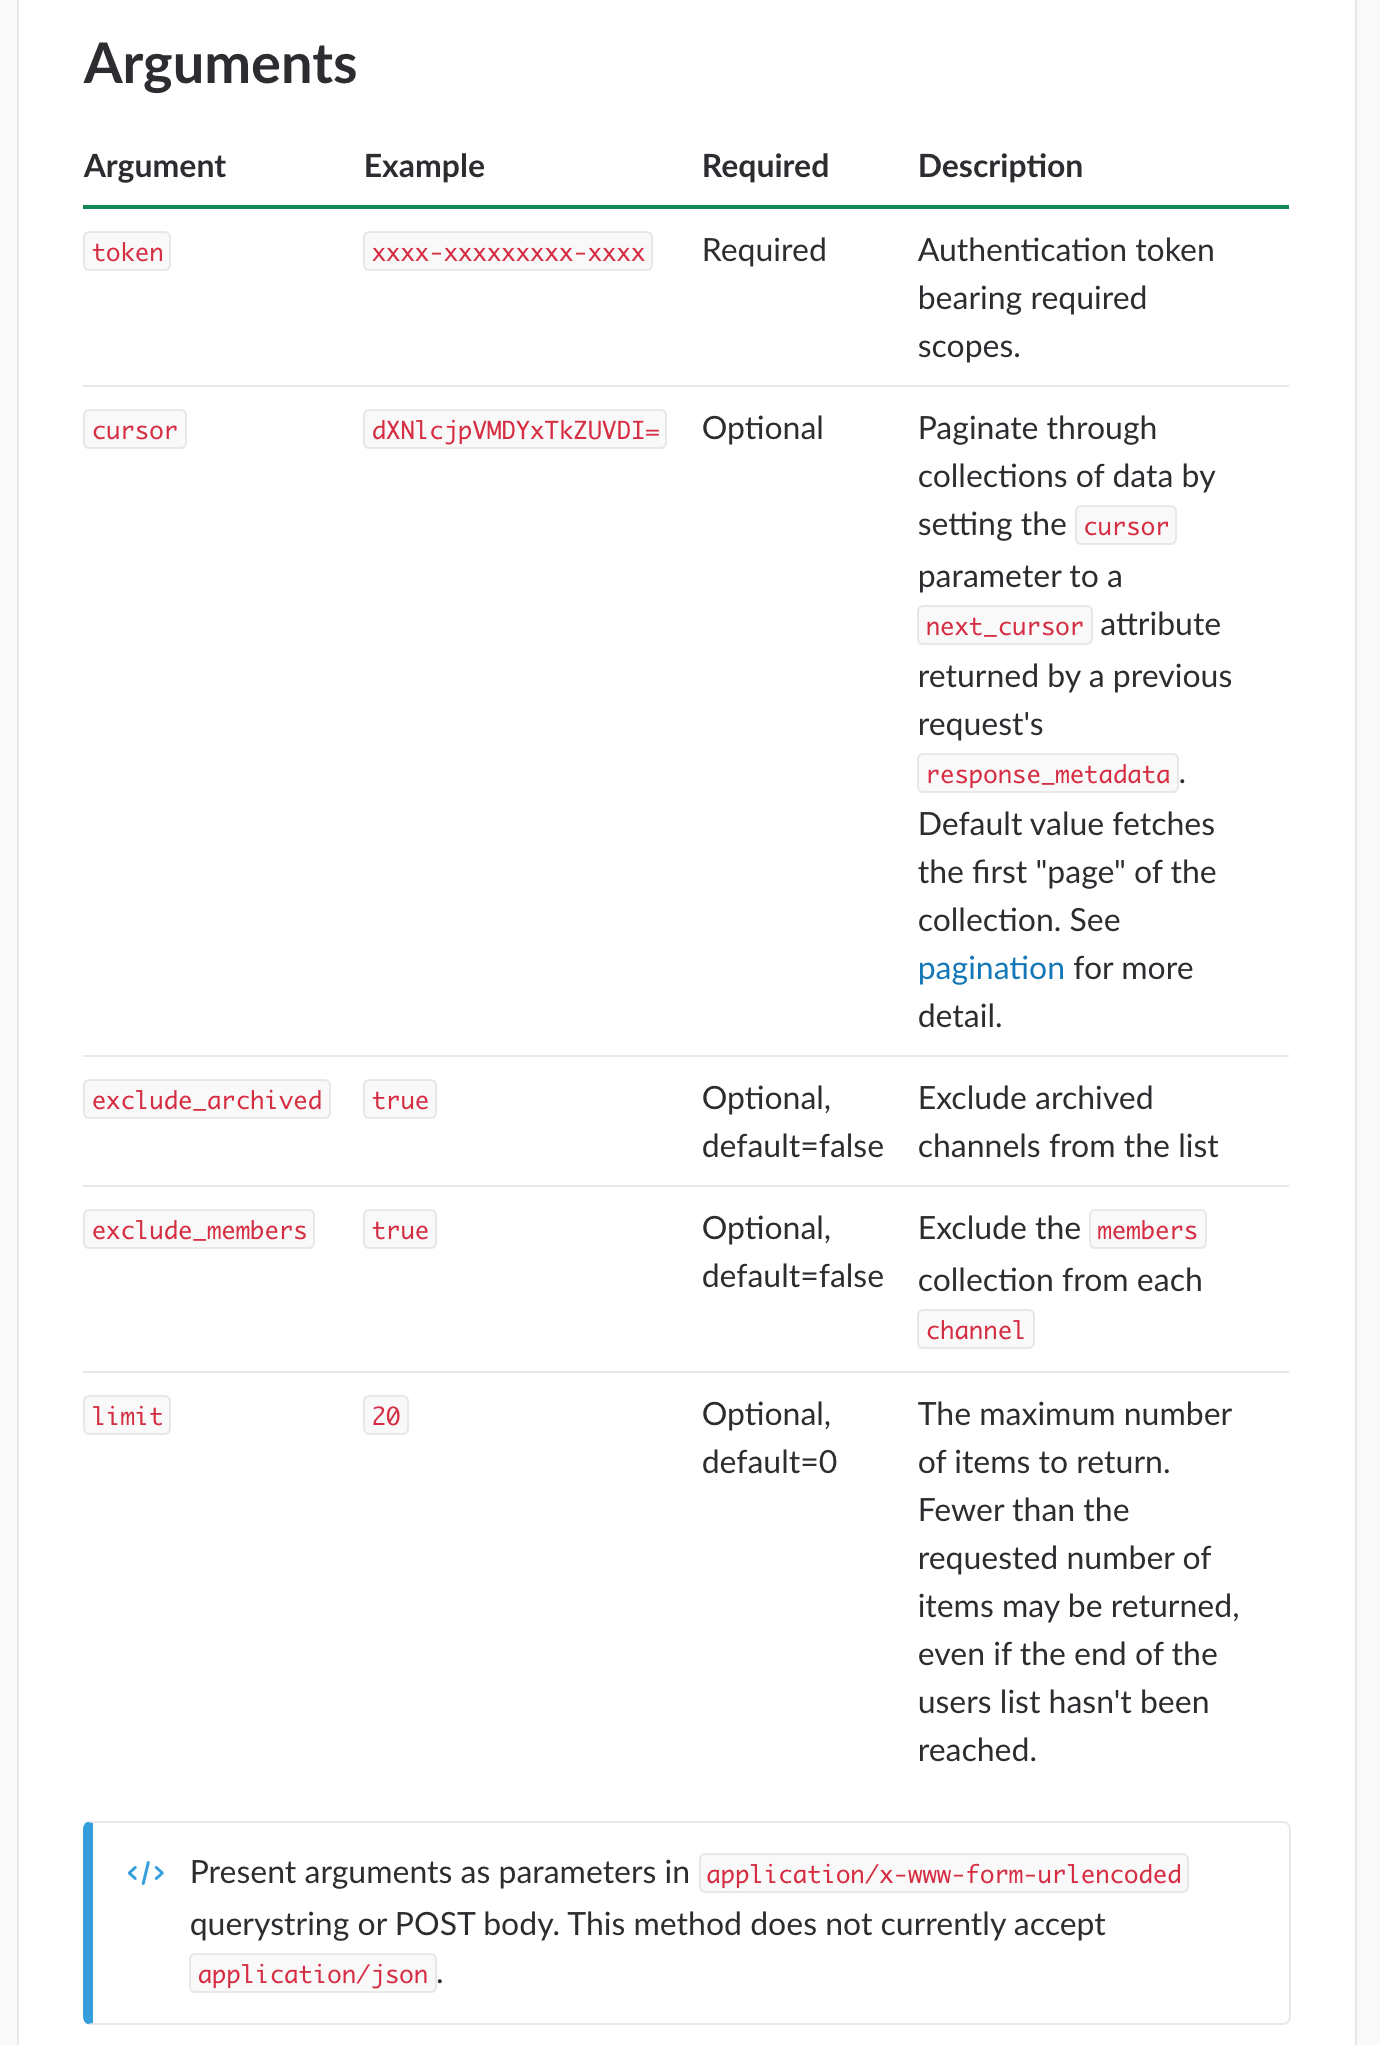 Arguments
Argument Example Required Description
token xxxx-xxxxxxxxx-xxxx Required Authentication token
bearing required
scopes.
cursor dXNlcjpVMDYxTkZUVDI= Optional Paginate through
collections of data by
setting the cursor
parameter to a
next_cursor attribute
returned by a previous
request's
response_metadata.
Default value fetches
the first "page" of the
collection. See
pagination for more
detail.
exclude_archived true Optional, Exclude archived
default=false channels from the list
exclude_members true Optional, Exclude the members
default=false collection from each
channel
limit 20 Optional, The maximum number
default=0 of items to return.
Fewer than the
requested number of
items may be returned,
even if the end of the
users list hasn't been
reached.
</> Present arguments as parameters in application/x-www-form-urlencoded
querystring or POST body. This method does not currently accept
application/json.